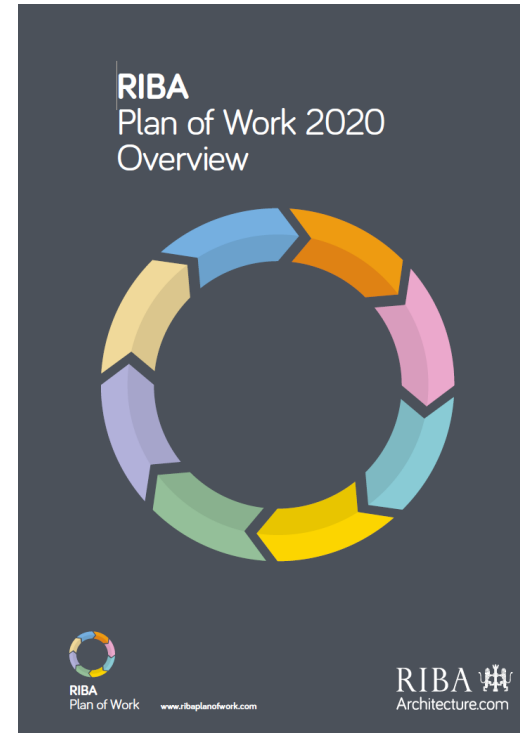 RIBA
Plan of Work 2020
Overview
RIBA
Plan of Work
www.ribaplanofwork.com
RIBA
Architecture.com